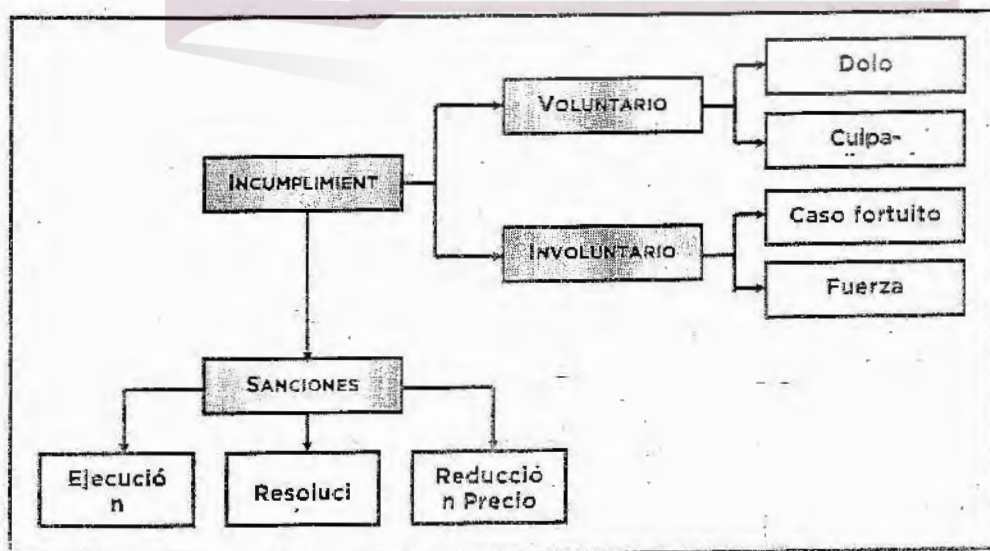 Dolo
VOLUNTARIO
Culpa-
INCUMPLIMIENT
Caso fortuito
INVOLUNTARIO
Fuerza
SANCIONES
Ejecució
n
Resoluci
Reducció
n Precio